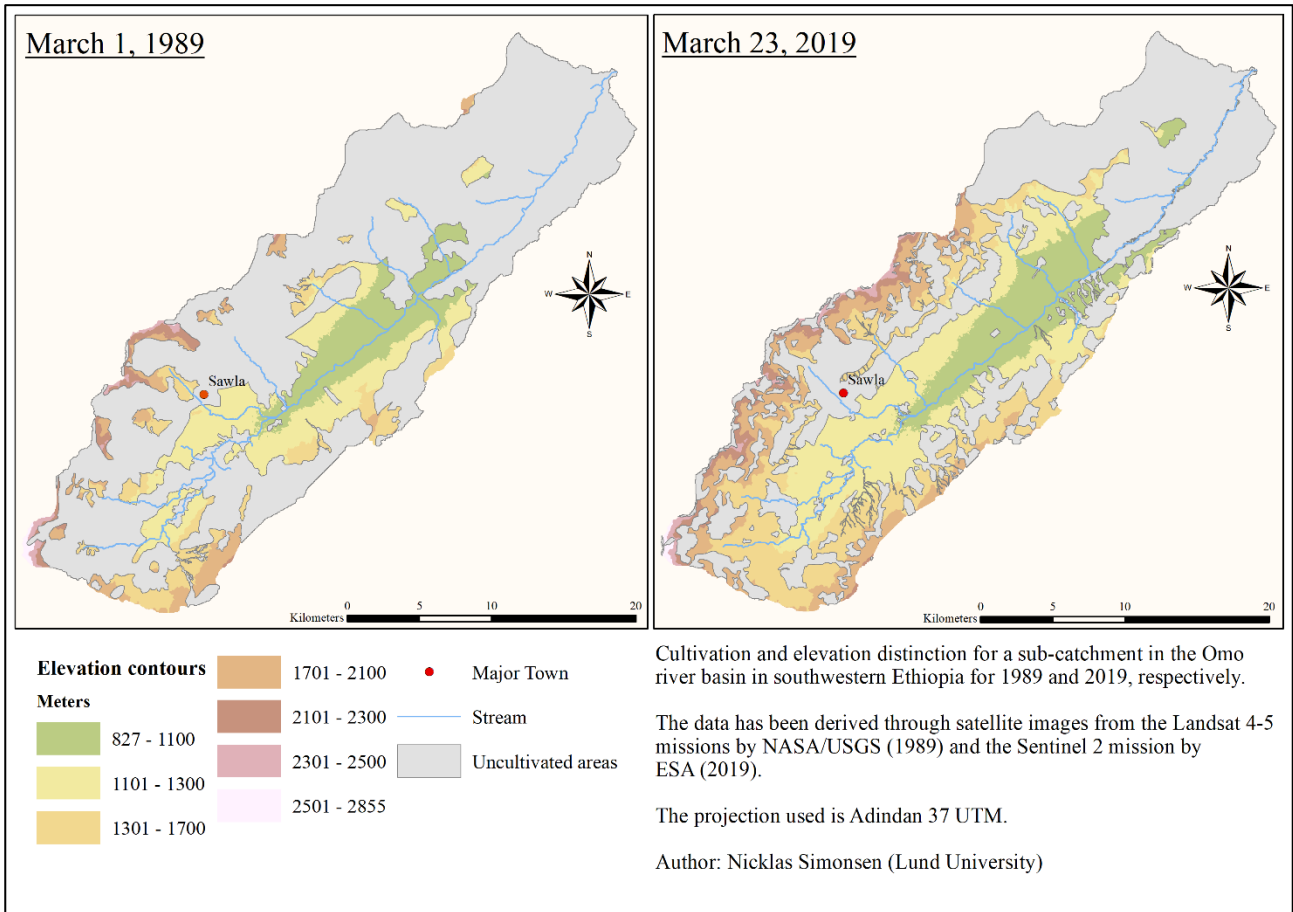 March 1, 1989
N
W E
S
Sawla
0 5 10 20
Kilometers
March 23, 2019
N
W E
S
Sawla
0 5 10 20
Kilometers
Elevation contours
Meters
827 - 1100
1101 - 1300
1301 - 1700
1701 - 2100
2101 - 2300
2301 - 2500
2501 - 2855
Major Town
Stream
Uncultivated areas
Cultivation and elevation distinction for a sub-catchment in the Omo
river basin in southwestern Ethiopia for 1989 and 2019, respectively.
The data has been derived through satellite images from the Landsat 4-5
missions by NASA/USGS (1989) and the Sentinel 2 mission by
ESA (2019).
The projection used is Adindan 37 UTM.
Author: Nicklas Simonsen (Lund University)